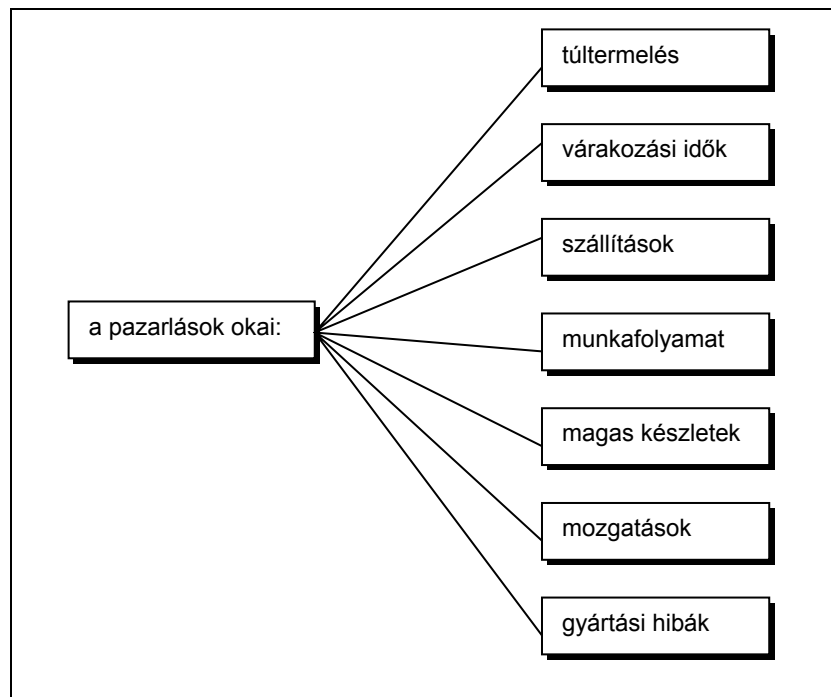 túltermelés
várakozási idők
szállítások
a pazarlások okai:
munkafolyamat
magas készletek
mozgatások
gyártási hibák